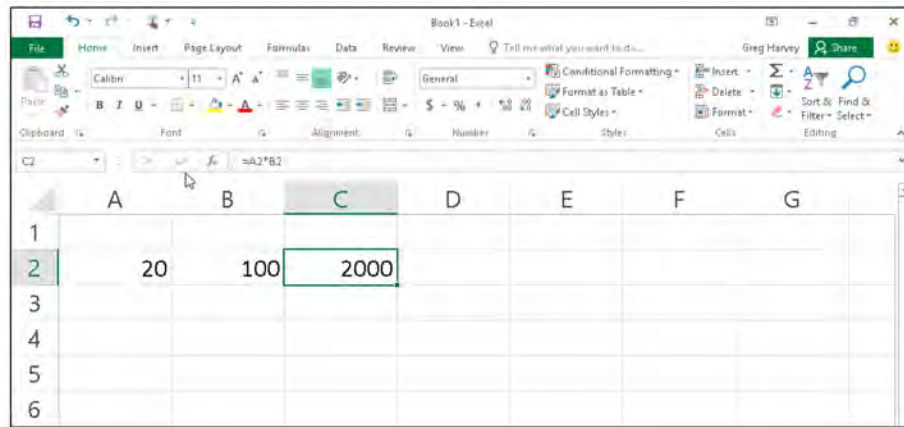 Book1 - Excel
File Home Insert Page Layout Formulas Data Review View Tell me what you want to do... Greg Harvey Share
Calibri 11 A A General Conditional Formatting Insert Σ
Paste B I U A $ % Format as Table Delete Sort & Find &
Cell Styles Format Filter Select
Clipboard Font Alignment Number Styles Cells Editing
C2 fx =A2*B2
A B C D E F G
1
2 20 100 2000
3
4
5
6